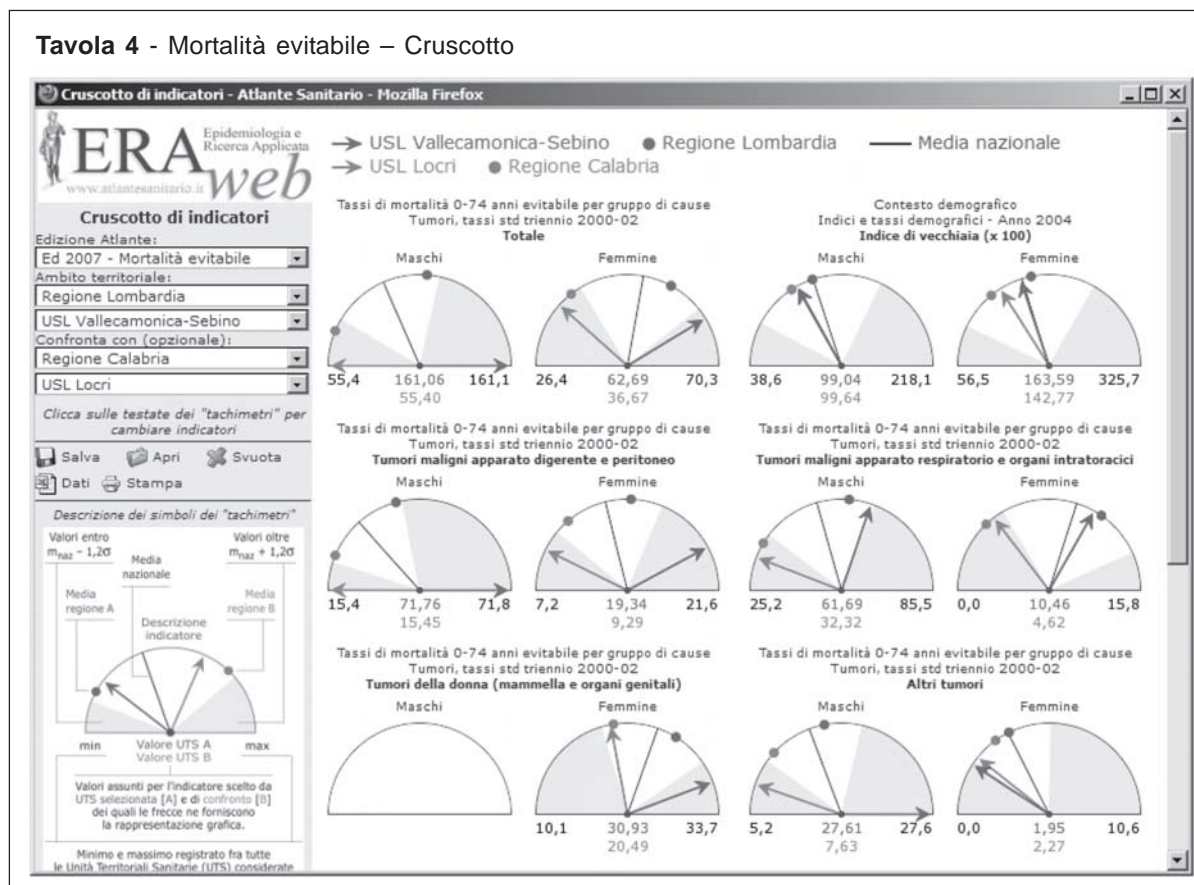 Tavola 4 - Mortalità evitabile – Cruscotto
Cruscotto di indicatori - Atlante Sanitario - Mozilla Firefox
ERA Epidemiologia e
Ricerca Applicata
web
www.atlantesanitario.it
Cruscotto di indicatori
Edizione Atlante:
Ed 2007 - Mortalità evitabile
Ambito territoriale:
Regione Lombardia
USL Vallecamonica-Sebino
Confronta con (opzionale):
Regione Calabria
USL Locri
Clicca sulle testate dei "tachimetri" per
cambiare indicatori
Salva Apri Svuota
Dati Stampa
Descrizione dei simboli dei "tachimetri"
Valori entro
mnaz - 1,2σ
Valori oltre
mnaz + 1,2σ
Media
nazionale
Media
regione A
Media
regione B
Descrizione
indicatore
min Valore UTS A max
Valore UTS B
Valori assunti per l'indicatore scelto da
UTS selezionata [A] e di confronto [B]
dei quali le frecce ne forniscono
la rappresentazione grafica.
Minimo e massimo registrato fra tutte
le Unità Territoriali Sanitarie (UTS) considerate
USL Vallecamonica-Sebino Regione Lombardia Media nazionale
USL Locri Regione Calabria
Tassi di mortalità 0-74 anni evitabile per gruppo di cause
Tumori, tassi std triennio 2000-02
Totale
Maschi Femmine
55,4 161,06 161,1 26,4 62,69 70,3
55,40 36,67
Contesto demografico
Indici e tassi demografici - Anno 2004
Indice di vecchiaia (x 100)
Maschi Femmine
38,6 99,04 218,1 56,5 163,59 325,7
99,64 142,77
Tassi di mortalità 0-74 anni evitabile per gruppo di cause
Tumori, tassi std triennio 2000-02
Tumori maligni apparato digerente e peritoneo
Maschi Femmine
15,4 71,76 71,8 7,2 19,34 21,6
15,45 9,29
Tassi di mortalità 0-74 anni evitabile per gruppo di cause
Tumori, tassi std triennio 2000-02
Tumori maligni apparato respiratorio e organi intratoracici
Maschi Femmine
25,2 61,69 85,5 0,0 10,46 15,8
32,32 4,62
Tassi di mortalità 0-74 anni evitabile per gruppo di cause
Tumori, tassi std triennio 2000-02
Tumori della donna (mammella e organi genitali)
Maschi Femmine
10,1 30,93 33,7
20,49
Tassi di mortalità 0-74 anni evitabile per gruppo di cause
Tumori, tassi std triennio 2000-02
Altri tumori
Maschi Femmine
5,2 27,61 27,6 0,0 1,95 10,6
7,63 2,27